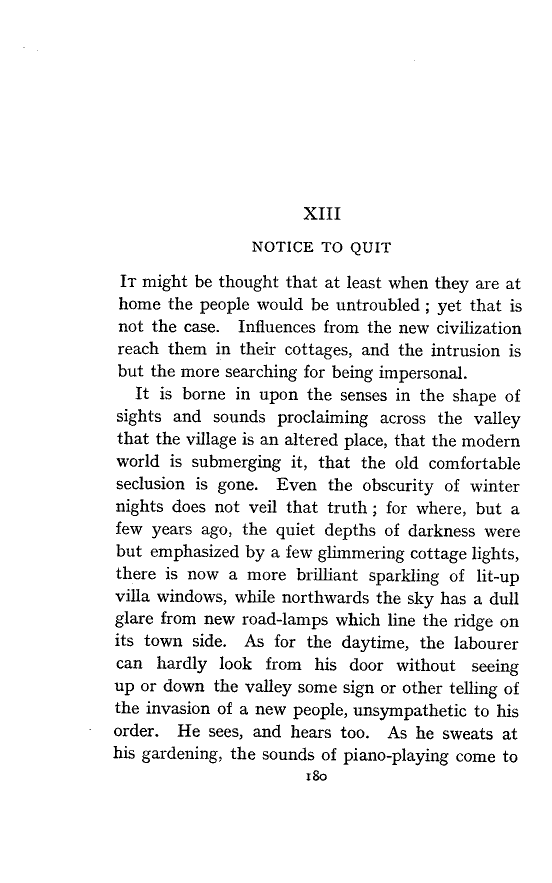 XIII
NOTICE TO QUIT
IT might be thought that at least when they are at
home the people would be untroubled ; yet that is
not the case. Influences from the new civilization
reach them in their cottages, and the intrusion is
but the more searching for being impersonal.
It is borne in upon the senses in the shape of
sights and sounds proclaiming across the valley
that the village is an altered place, that the modern
world is submerging it, that the old comfortable
seclusion is gone. Even the obscurity of winter
nights does not veil that truth ; for where, but a
few years ago, the quiet depths of darkness were
but emphasized by a few glimmering cottage lights,
there is now a more brilliant sparkling of lit-up
villa windows, while northwards the sky has a dull
glare from new road-lamps which line the ridge on
its town side. As for the daytime, the labourer
can hardly look from his door without seeing
up or down the valley some sign or other telling of
the invasion of a new people, unsympathetic to his
order. He sees, and hears too. As he sweats at
his gardening, the sounds of piano-playing come to
180